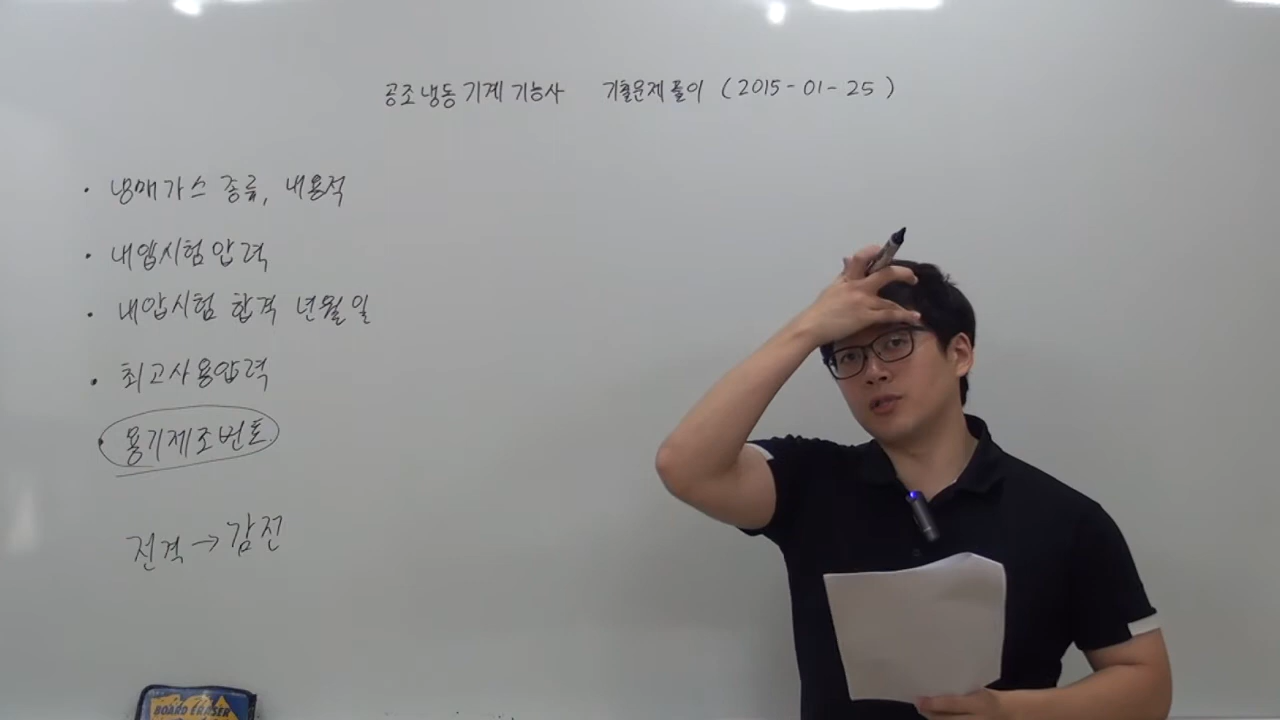 공조냉동기계기능사 기출문제풀이 (2015-01-25)
· 냉매가스 종류, 내용적
· 내압시험압력
· 내압시험 합격 년월일
· 최고사용압력
· 용기제조번호
전격 → 감전
BOARD ERASER